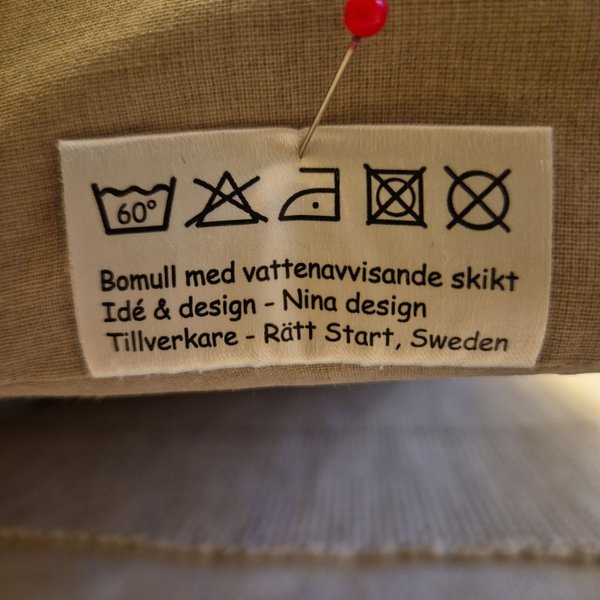 60°
Bomull med vattenavvisande skikt
Idé & design - Nina design
Tillverkare - Rätt Start, Sweden